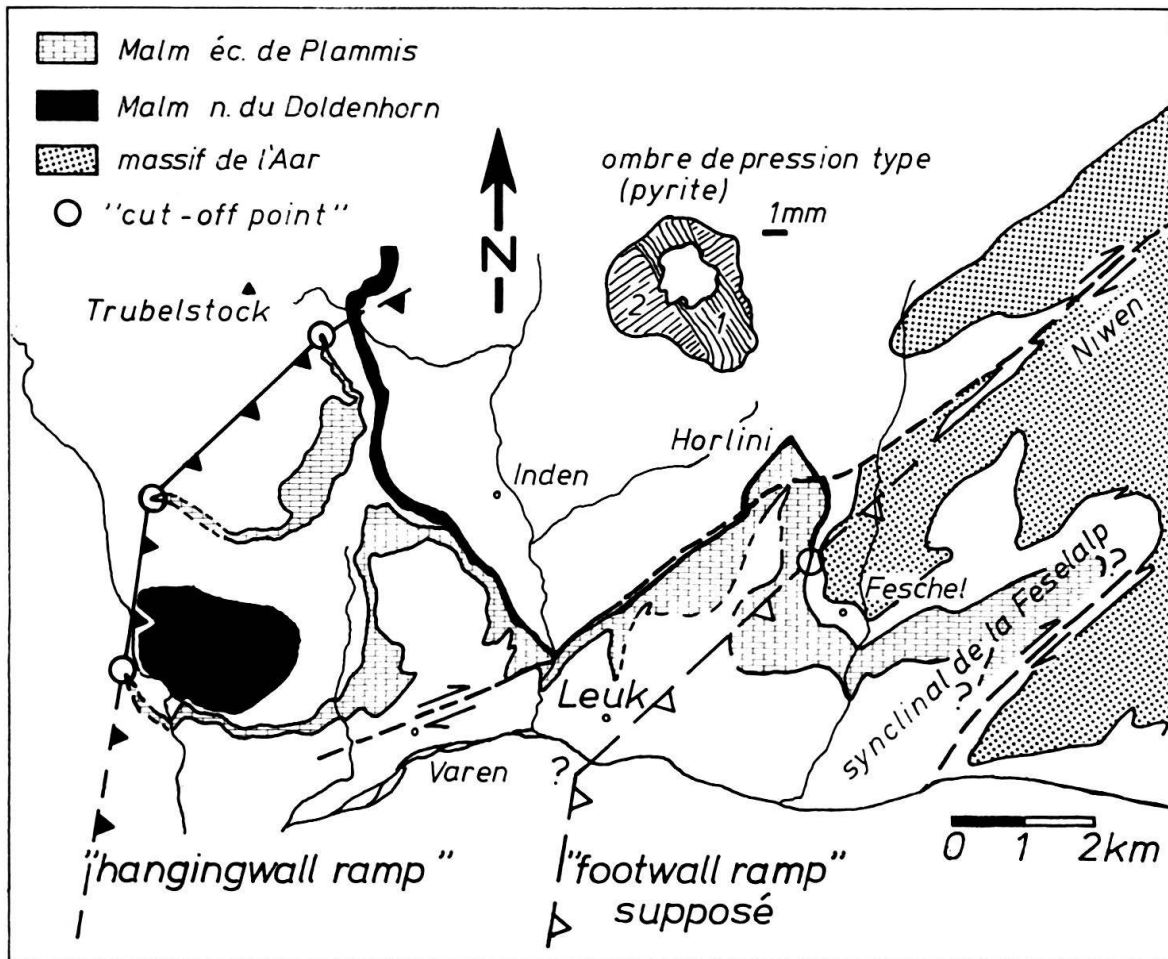 Malm éc. de Plammis
Malm n. du Doldenhorn
massif de l'Aar
"cut-off point"
ombre de pression type
(pyrite)
1mm
N
Trubelstock
2
1
Niwen
Horlini
Inden
Feschel
synclinal de la Feselalp
??
?
Leuk
Varen
?
0 1 2km
"hangingwall ramp"
"footwall ramp"
supposé